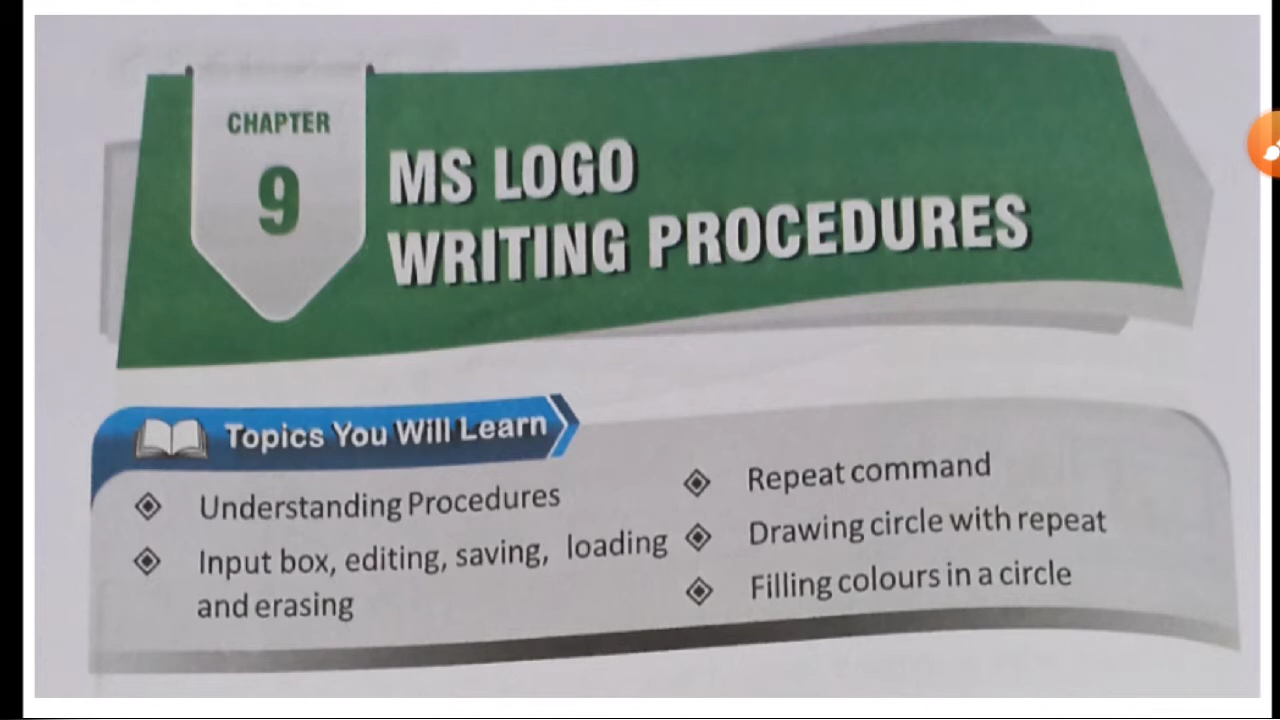 CHAPTER
9
MS LOGO
WRITING PROCEDURES
Topics You Will Learn
Understanding Procedures
Input box, editing, saving, loading
and erasing
Repeat command
Drawing circle with repeat
Filling colours in a circle